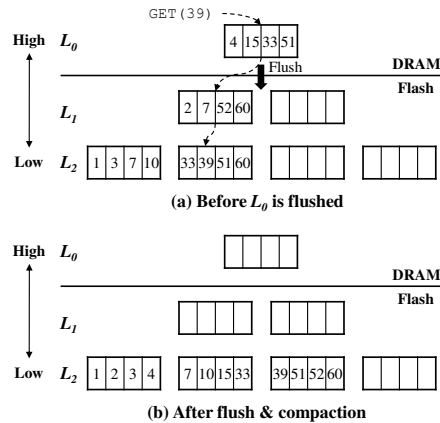 GET(39)
High L0 4 15 33 51
Flush DRAM
Flash
L1 2 7 52 60
Low L2 1 3 7 10 33 39 51 60
(a) Before L0 is flushed
High L0
DRAM
Flash
L1
Low L2 1 2 3 4 7 10 15 33 39 51 52 60
(b) After flush & compaction